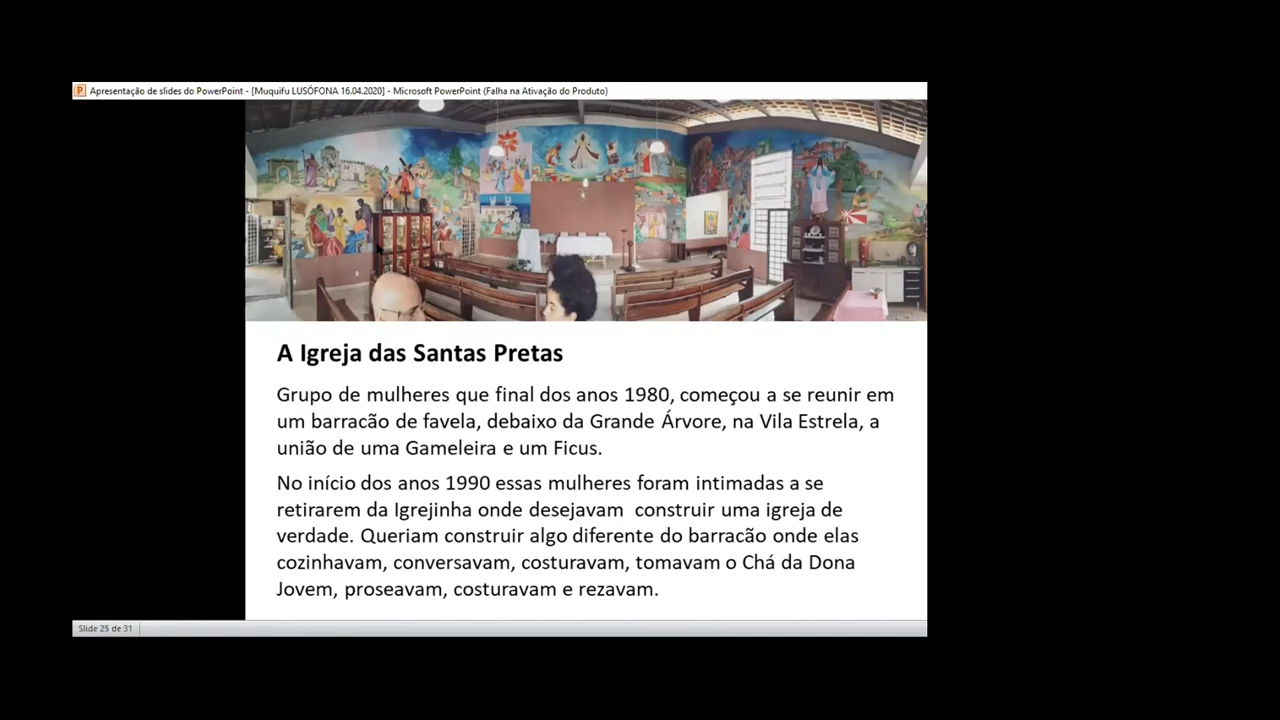 Apresentação de slides do PowerPoint - [Muquifu LUSÓFONA 16.04.2020] - Microsoft PowerPoint (Falha na Ativação do Produto)
A Igreja das Santas Pretas
Grupo de mulheres que final dos anos 1980, começou a se reunir em
um barracão de favela, debaixo da Grande Árvore, na Vila Estrela, a
união de uma Gameleira e um Ficus.
No início dos anos 1990 essas mulheres foram intimadas a se
retirarem da Igrejinha onde desejavam  construir uma igreja de
verdade. Queriam construir algo diferente do barracão onde elas
cozinhavam, conversavam, costuravam, tomavam o Chá da Dona
Jovem, proseavam, costuravam e rezavam.
Slide 25 de 31